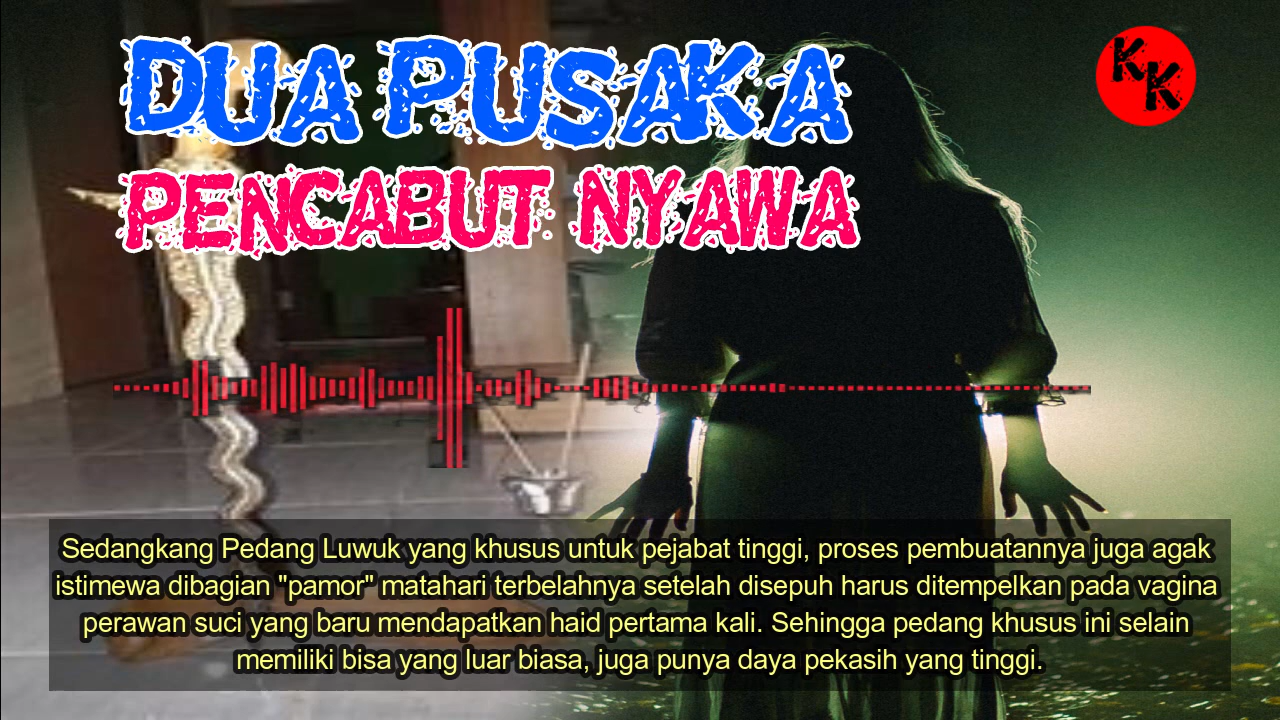 DUA PUSAKA
PENCABUT NYAWA
KK
Sedangkang Pedang Luwuk yang khusus untuk pejabat tinggi, proses pembuatannya juga agak
istimewa dibagian "pamor" matahari terbelahnya setelah disepuh harus ditempelkan pada vagina
perawan suci yang baru mendapatkan haid pertama kali. Sehingga pedang khusus ini selain
memiliki bisa yang luar biasa, juga punya daya pekasih yang tinggi.